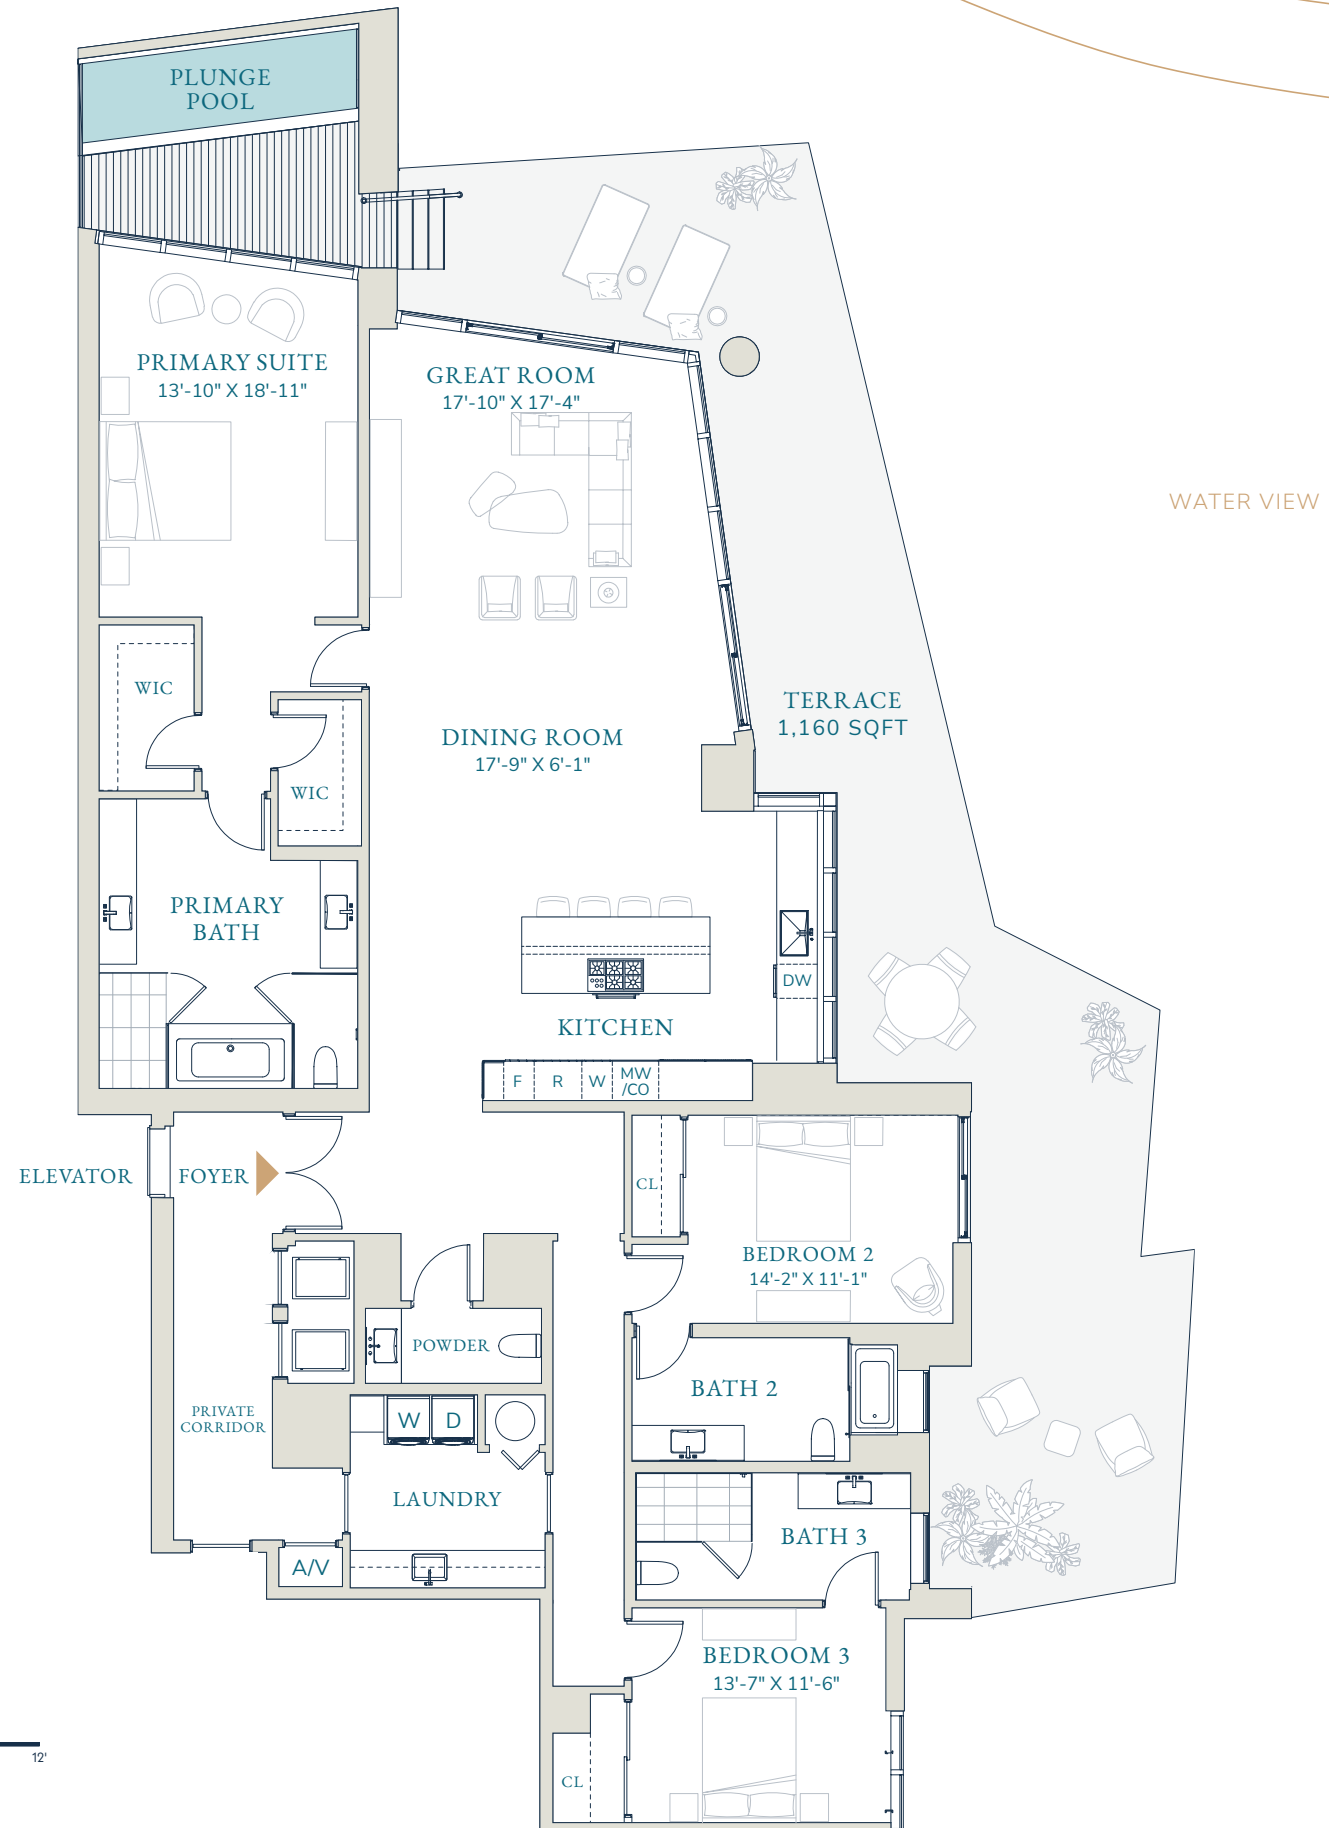 PLUNGE
POOL
PRIMARY SUITE
13'-10" X 18'-11"
GREAT ROOM
17'-10" X 17'-4"
WATER VIEW
WIC
TERRACE
1,160 SQFT
DINING ROOM
17'-9" X 6'-1"
WIC
PRIMARY
BATH
DW
KITCHEN
F
R
W
MW
/CO
ELEVATOR
FOYER
CL
BEDROOM 2
14'-2" X 11'-1"
POWDER
BATH 2
PRIVATE
CORRIDOR
W
D
LAUNDRY
BATH 3
A/V
BEDROOM 3
13'-7" X 11'-6"
12'
CL